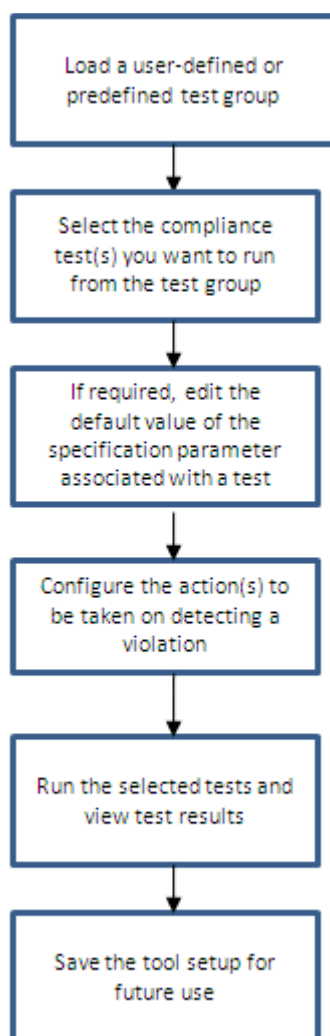 Load a user-defined or
predefined test group
Select the compliance
test(s) you want to run
from the test group
If required, edit the
default value of the
specification parameter
associated with a test
Configure the action(s) to
be taken on detecting a
violation
Run the selected tests and
view test results
Save the tool setup for
future use